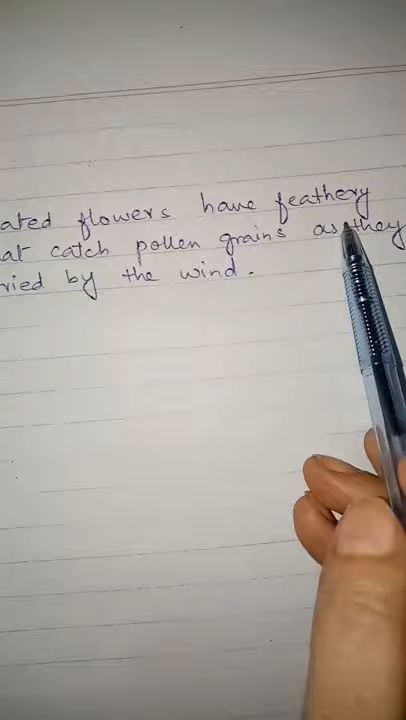 ated flowers have feathery
at catch pollen grains as they
ried by the wind.